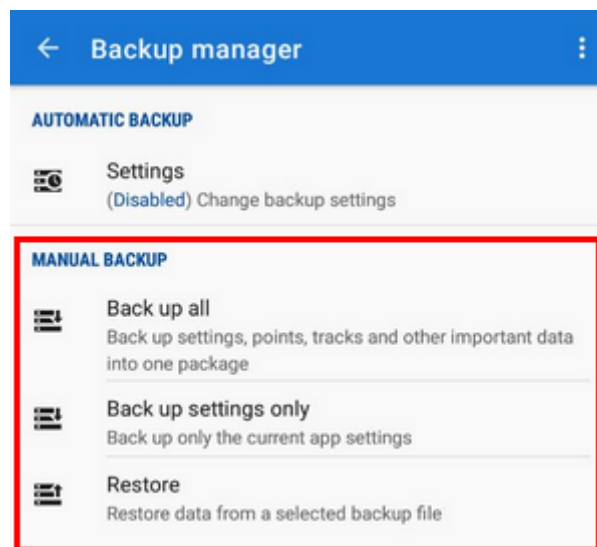 Backup manager
AUTOMATIC BACKUP
Settings
(Disabled) Change backup settings
MANUAL BACKUP
Back up all
Back up settings, points, tracks and other important data
into one package
Back up settings only
Back up only the current app settings
Restore
Restore data from a selected backup file